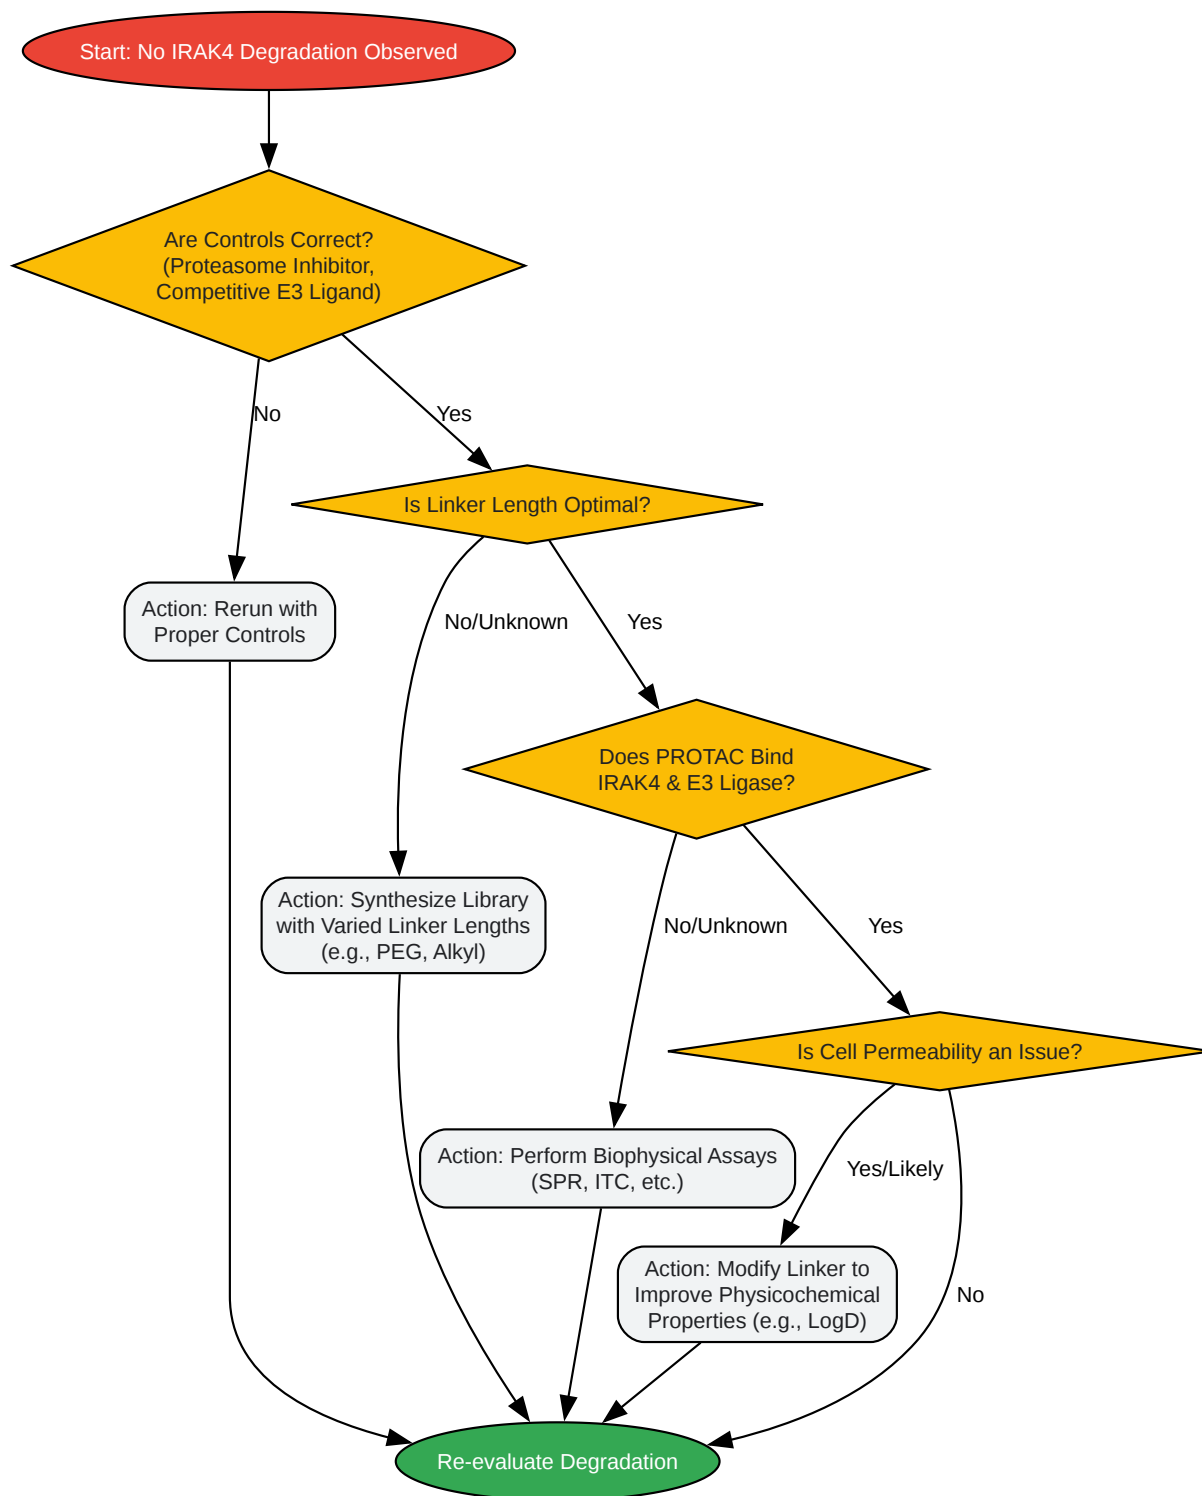 Start: No IRAK4 Degradation Observed
Are Controls Correct?
(Proteasome Inhibitor,
Competitive E3 Ligand)
No
Yes
Is Linker Length Optimal?
Action: Rerun with
Proper Controls
No/Unknown
Yes
Does PROTAC Bind
IRAK4 & E3 Ligase?
Action: Synthesize Library
with Varied Linker Lengths
(e.g., PEG, Alkyl)
No/Unknown
Yes
Is Cell Permeability an Issue?
Action: Perform Biophysical Assays
(SPR, ITC, etc.)
Yes/Likely
Action: Modify Linker to
Improve Physicochemical
Properties (e.g., LogD)
No
Re-evaluate Degradation